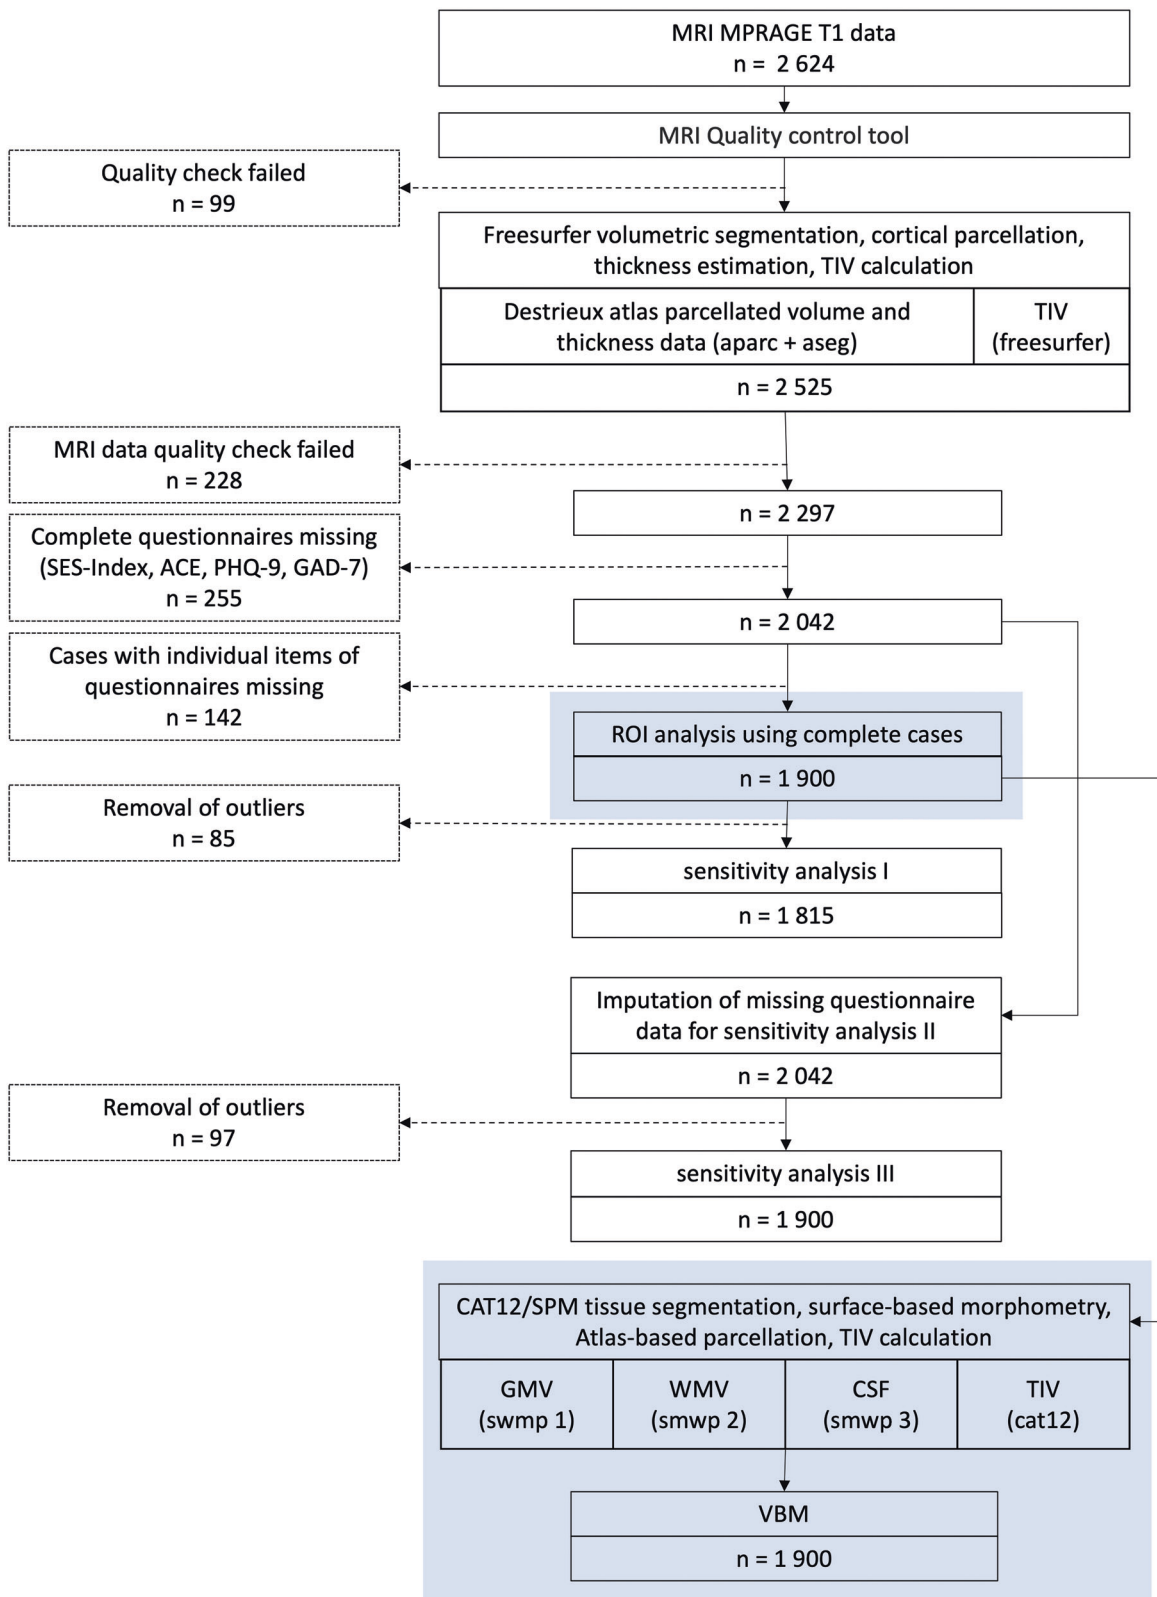 MRI MPRAGE T1 data
n = 2 624
MRI Quality control tool
Quality check failed
n = 99
Freesurfer volumetric segmentation, cortical parcellation,
thickness estimation, TIV calculation
Destrieux atlas parcellated volume and
thickness data (aparc + aseg)
TIV
(freesurfer)
n = 2 525
MRI data quality check failed
n = 228
n = 2 297
Complete questionnaires missing
(SES-Index, ACE, PHQ-9, GAD-7)
n = 255
n = 2 042
Cases with individual items of
questionnaires missing
n = 142
ROI analysis using complete cases
n = 1 900
Removal of outliers
n = 85
sensitivity analysis I
n = 1 815
Imputation of missing questionnaire
data for sensitivity analysis II
n = 2 042
Removal of outliers
n = 97
sensitivity analysis III
n = 1 900
CAT12/SPM tissue segmentation, surface-based morphometry,
Atlas-based parcellation, TIV calculation
GMV
(swmp 1)
WMV
(smwp 2)
CSF
(smwp 3)
TIV
(cat12)
VBM
n = 1 900